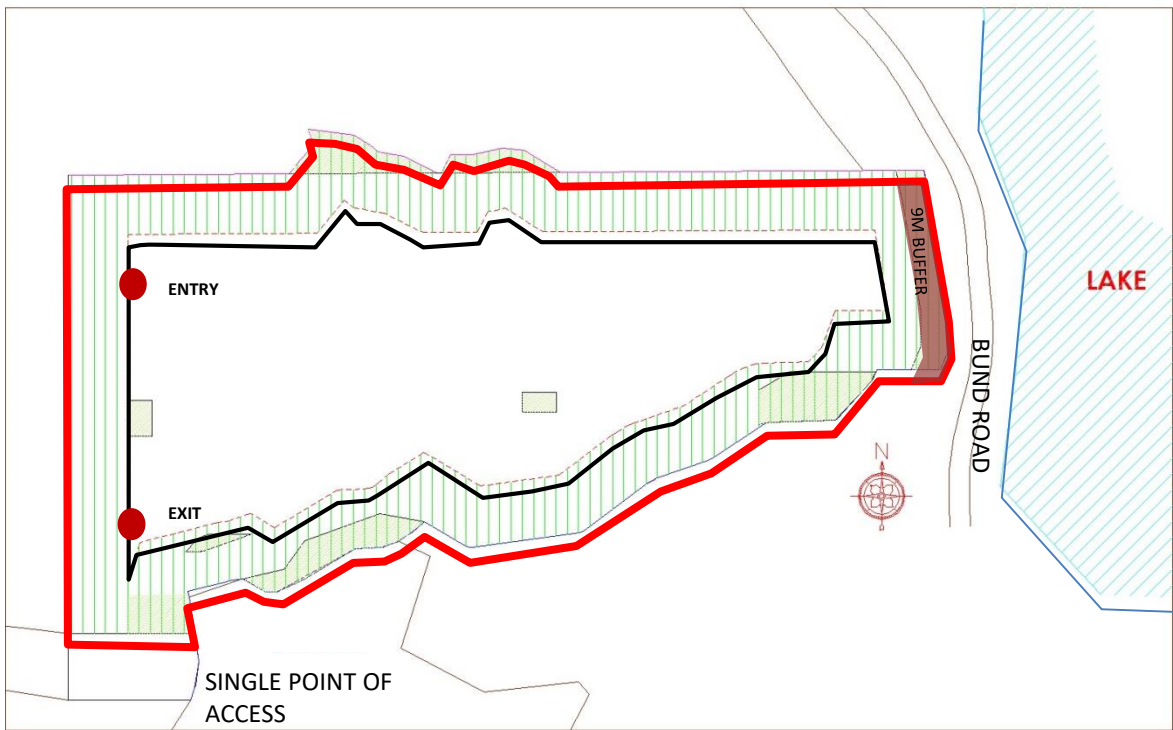 9M BUFFER
LAKE
ENTRY
BUND ROAD
N
EXIT
SINGLE POINT OF
ACCESS